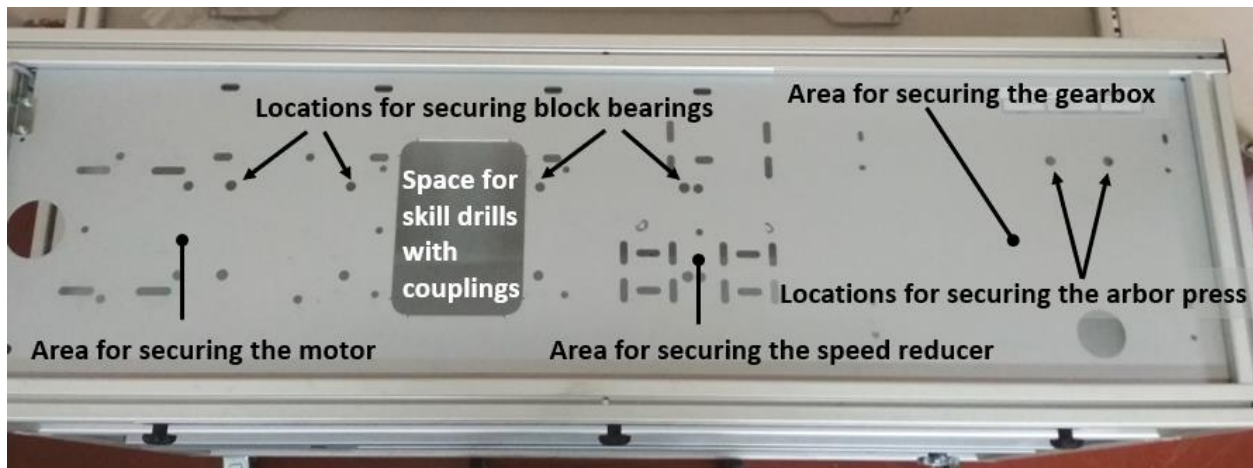 Locations for securing block bearings
Area for securing the gearbox
Space for
skill drills
with
couplings
Locations for securing the arbor press
Area for securing the motor
Area for securing the speed reducer